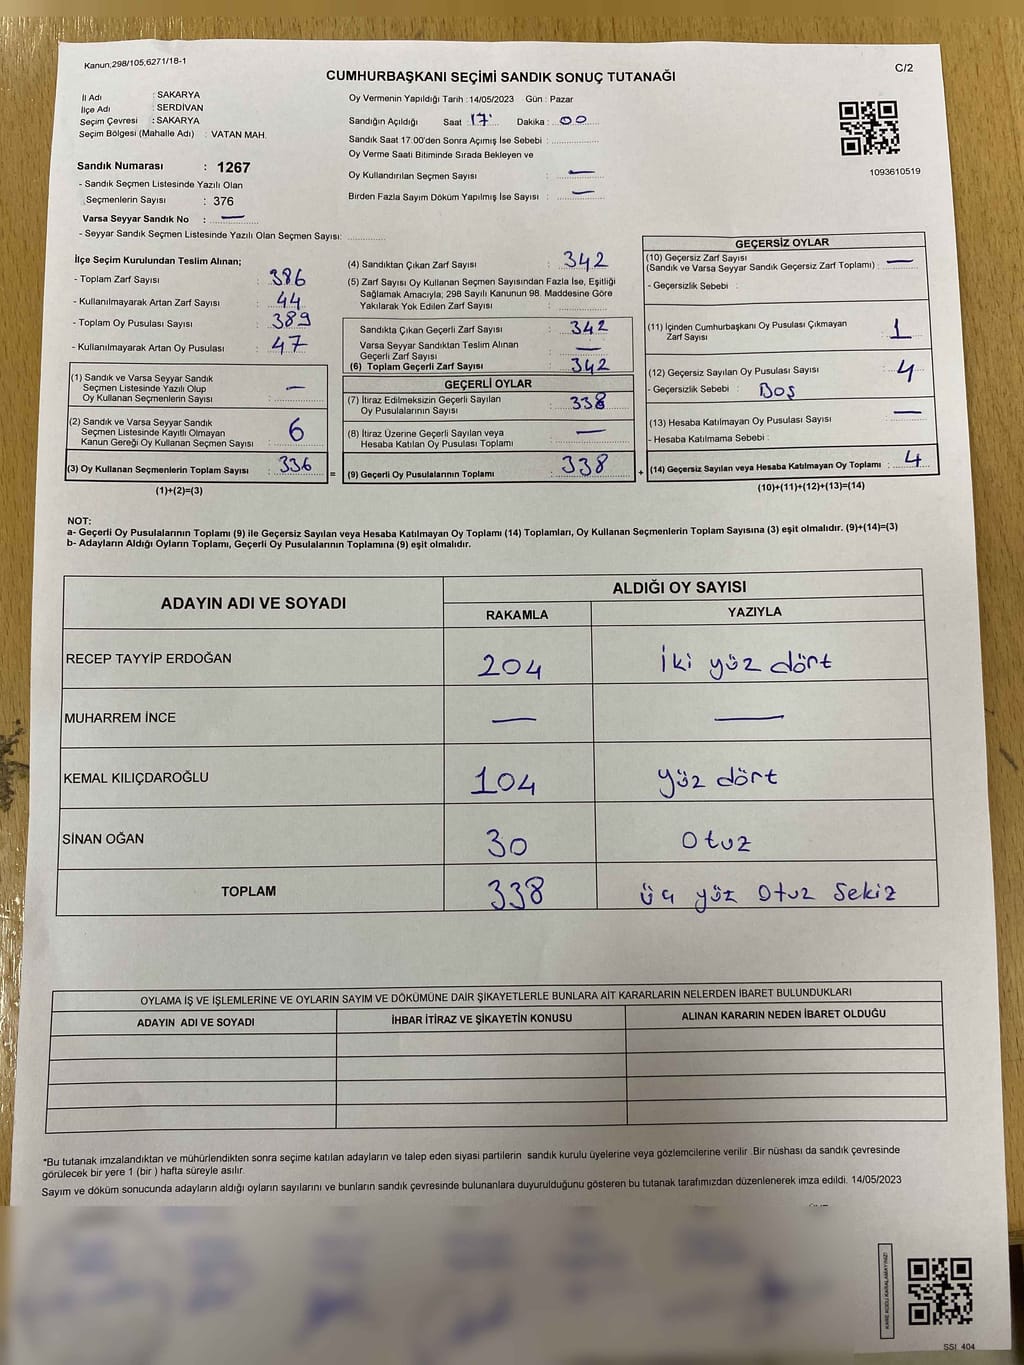 Kanun;298/105,6271/18-1
C/2
CUMHURBAŞKANI SEÇİMİ SANDIK SONUÇ TUTANAĞI
İl Adı : SAKARYA
İlçe Adı : SERDİVAN
Seçim Çevresi : SAKARYA
Seçim Bölgesi (Mahalle Adı) : VATAN MAH.
Sandık Numarası : 1267
- Sandık Seçmen Listesinde Yazılı Olan
Seçmenlerin Sayısı : 376
Varsa Seyyar Sandık No : —
- Seyyar Sandık Seçmen Listesinde Yazılı Olan Seçmen Sayısı: ............
Oy Vermenin Yapıldığı Tarih :14/05/2023 Gün : Pazar
Sandığın Açıldığı Saat 17 Dakika : 00
Sandık Saat 17:00'den Sonra Açımış İse Sebebi : ............
Oy Verme Saati Bitiminde Sırada Bekleyen ve
Oy Kullandırılan Seçmen Sayısı : —
Birden Fazla Sayım Döküm Yapılmış İse Sayısı : —
1093610519
İlçe Seçim Kurulundan Teslim Alınan;
- Toplam Zarf Sayısı : 386
- Kullanılmayarak Artan Zarf Sayısı : 44
- Toplam Oy Pusulası Sayısı : 389
- Kullanılmayarak Artan Oy Pusulası : 47
(1) Sandık ve Varsa Seyyar Sandık
Seçmen Listesinde Yazılı Olup
Oy Kullanan Seçmenlerin Sayısı : —
(2) Sandık ve Varsa Seyyar Sandık
Seçmen Listesinde Kayıtlı Olmayan
Kanun Gereği Oy Kullanan Seçmen Sayısı : 6
(3) Oy Kullanan Seçmenlerin Toplam Sayısı : 336
(1)+(2)=(3)
=
(4) Sandıktan Çıkan Zarf Sayısı : 342
(5) Zarf Sayısı Oy Kullanan Seçmen Sayısından Fazla İse, Eşitliği
Sağlamak Amacıyla; 298 Sayılı Kanunun 98. Maddesine Göre
Yakılarak Yok Edilen Zarf Sayısı : ............
Sandıkta Çıkan Geçerli Zarf Sayısı : 342
Varsa Seyyar Sandıktan Teslim Alınan
Geçerli Zarf Sayısı : —
(6) Toplam Geçerli Zarf Sayısı : 342
GEÇERLİ OYLAR
(7) İtiraz Edilmeksizin Geçerli Sayılan
Oy Pusulalarının Sayısı : 338
(8) İtiraz Üzerine Geçerli Sayılan veya
Hesaba Katılan Oy Pusulası Toplamı : —
(9) Geçerli Oy Pusulalarının Toplamı : 338
+
GEÇERSİZ OYLAR
(10) Geçersiz Zarf Sayısı
(Sandık ve Varsa Seyyar Sandık Geçersiz Zarf Toplamı) : —
- Geçersizlik Sebebi :
(11) İçinden Cumhurbaşkanı Oy Pusulası Çıkmayan
Zarf Sayısı : 1
(12) Geçersiz Sayılan Oy Pusulası Sayısı : 4
- Geçersizlik Sebebi : Boş
(13) Hesaba Katılmayan Oy Pusulası Sayısı : —
- Hesaba Katılmama Sebebi :
(14) Geçersiz Sayılan veya Hesaba Katılmayan Oy Toplamı : 4
(10)+(11)+(12)+(13)=(14)
NOT:
a- Geçerli Oy Pusulalarının Toplamı (9) ile Geçersiz Sayılan veya Hesaba Katılmayan Oy Toplamı (14) Toplamları, Oy Kullanan Seçmenlerin Toplam Sayısına (3) eşit olmalıdır. (9)+(14)=(3)
b- Adayların Aldığı Oyların Toplamı, Geçerli Oy Pusulalarının Toplamına (9) eşit olmalıdır.
ADAYIN ADI VE SOYADI
ALDIĞI OY SAYISI
RAKAMLA YAZIYLA
RECEP TAYYİP ERDOĞAN 204 iki yüz dört
MUHARREM İNCE — —
KEMAL KILIÇDAROĞLU 104 yüz dört
SİNAN OĞAN 30 otuz
TOPLAM 338 üç yüz otuz sekiz
OYLAMA İŞ VE İŞLEMLERİNE VE OYLARIN SAYIM VE DÖKÜMÜNE DAİR ŞİKAYETLERLE BUNLARA AİT KARARLARIN NELERDEN İBARET BULUNDUKLARI
ADAYIN ADI VE SOYADI İHBAR İTİRAZ VE ŞİKAYETİN KONUSU ALINAN KARARIN NEDEN İBARET OLDUĞU
*Bu tutanak imzalandıktan ve mühürlendikten sonra seçime katılan adayların ve talep eden siyasi partilerin sandık kurulu üyelerine veya gözlemcilerine verilir .Bir nüshası da sandık çevresinde
görülecek bir yere 1 (bir ) hafta süreyle asılır.
Sayım ve döküm sonucunda adayların aldığı oyların sayılarını ve bunların sandık çevresinde bulunanlara duyurulduğunu gösteren bu tutanak tarafımızdan düzenlenerek imza edildi. 14/05/2023
KARE KODU KARALAMAYINIZ!
SSI_404